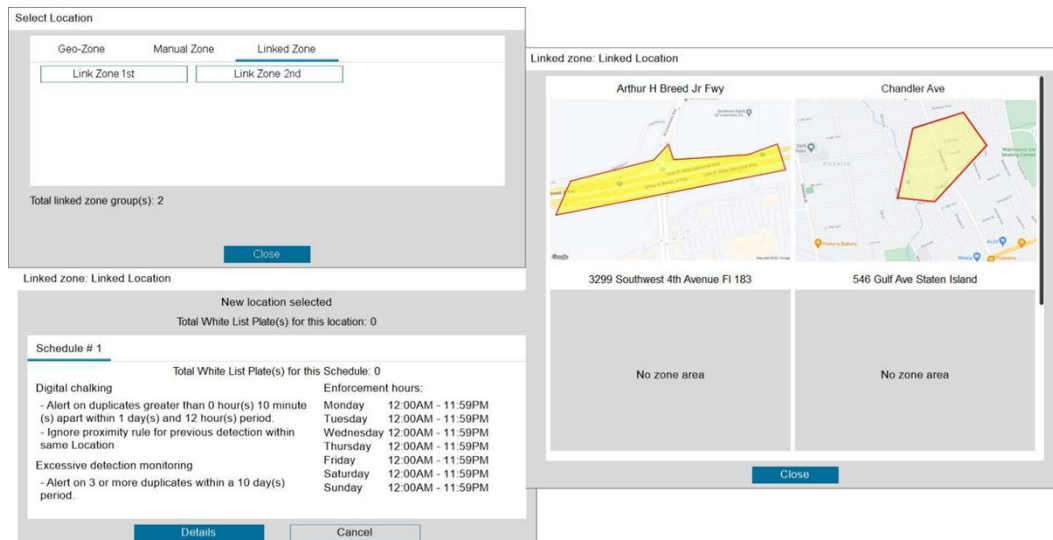 Select Location
Geo-Zone Manual Zone Linked Zone
Link Zone 1st Link Zone 2nd
Total linked zone group(s): 2
Close
Linked zone: Linked Location
New location selected
Total White List Plate(s) for this location: 0
Schedule # 1
Total White List Plate(s) for this Schedule: 0
Digital chalking
- Alert on duplicates greater than 0 hour(s) 10 minute
(s) apart within 1 day(s) and 12 hour(s) period.
- Ignore proximity rule for previous detection within
same Location
Excessive detection monitoring
- Alert on 3 or more duplicates within a 10 day(s)
period.
Enforcement hours:
Monday 12:00AM - 11:59PM
Tuesday 12:00AM - 11:59PM
Wednesday 12:00AM - 11:59PM
Thursday 12:00AM - 11:59PM
Friday 12:00AM - 11:59PM
Saturday 12:00AM - 11:59PM
Sunday 12:00AM - 11:59PM
Details Cancel
Linked zone: Linked Location
Arthur H Breed Jr Fwy Chandler Ave
Google
Roselle
Warinanco Ice
Skating Center
ALDI
Wawa
3299 Southwest 4th Avenue Fl 183 546 Gulf Ave Staten Island
No zone area No zone area
Close